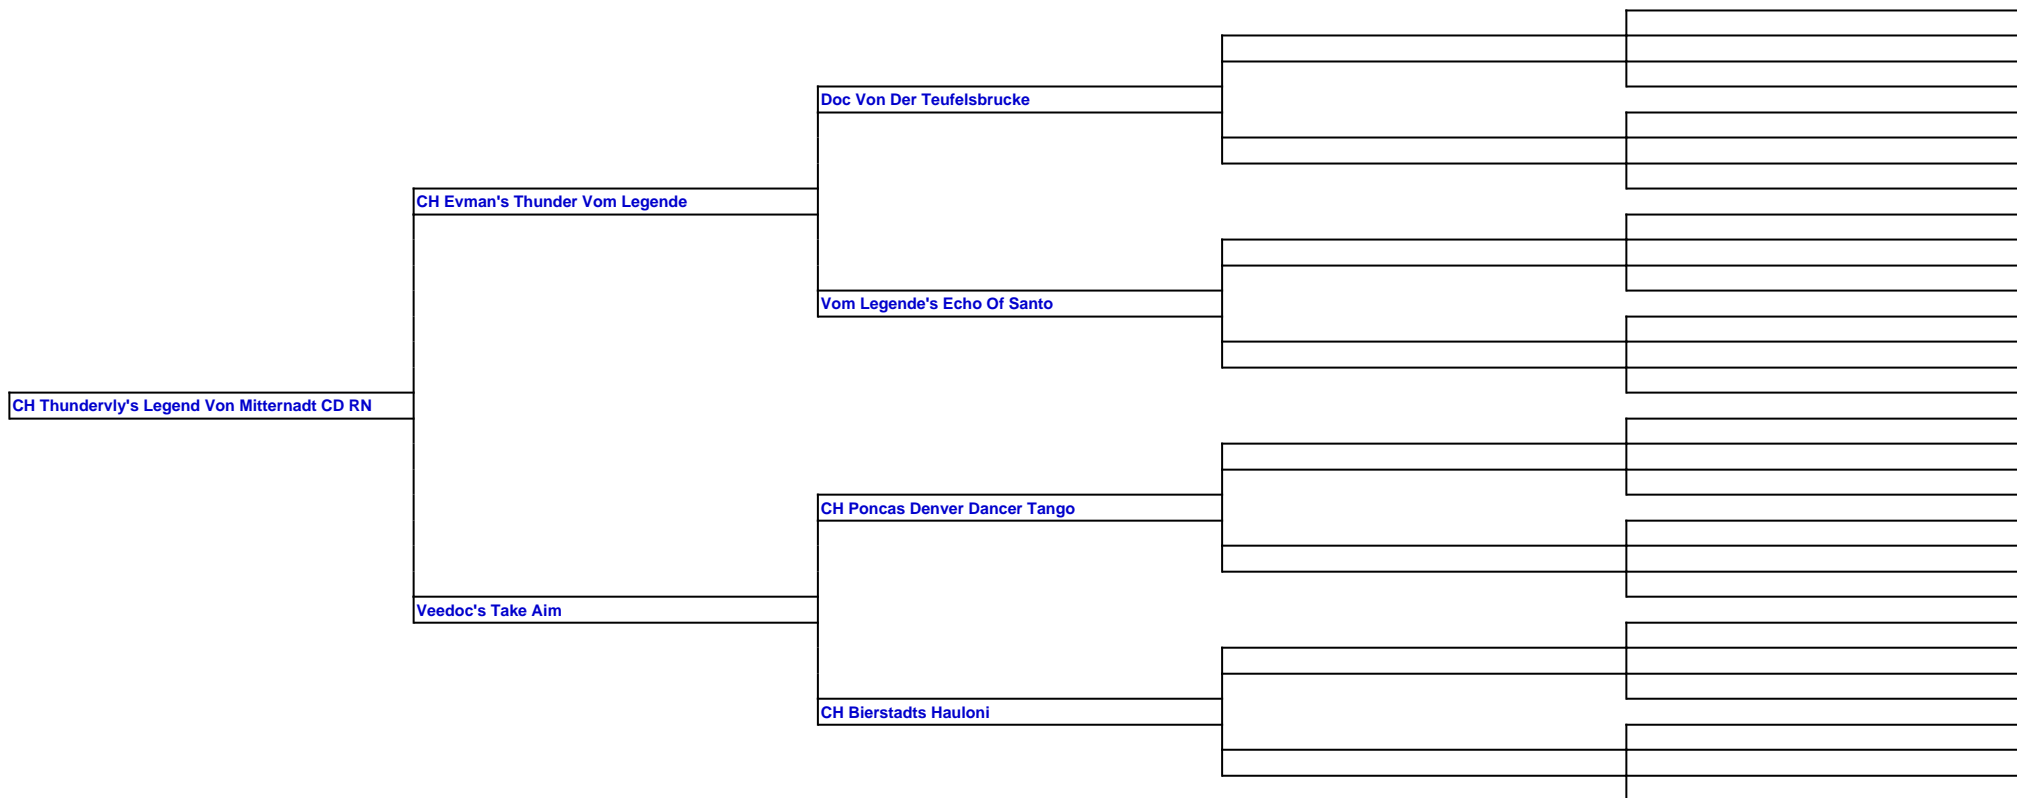 Doc Von Der Teufelsbrucke
CH Evman's Thunder Vom Legende
Vom Legende's Echo Of Santo
CH Thundervly's Legend Von Mitternadt CD RN
CH Poncas Denver Dancer Tango
Veedoc's Take Aim
CH Bierstadts Hauloni